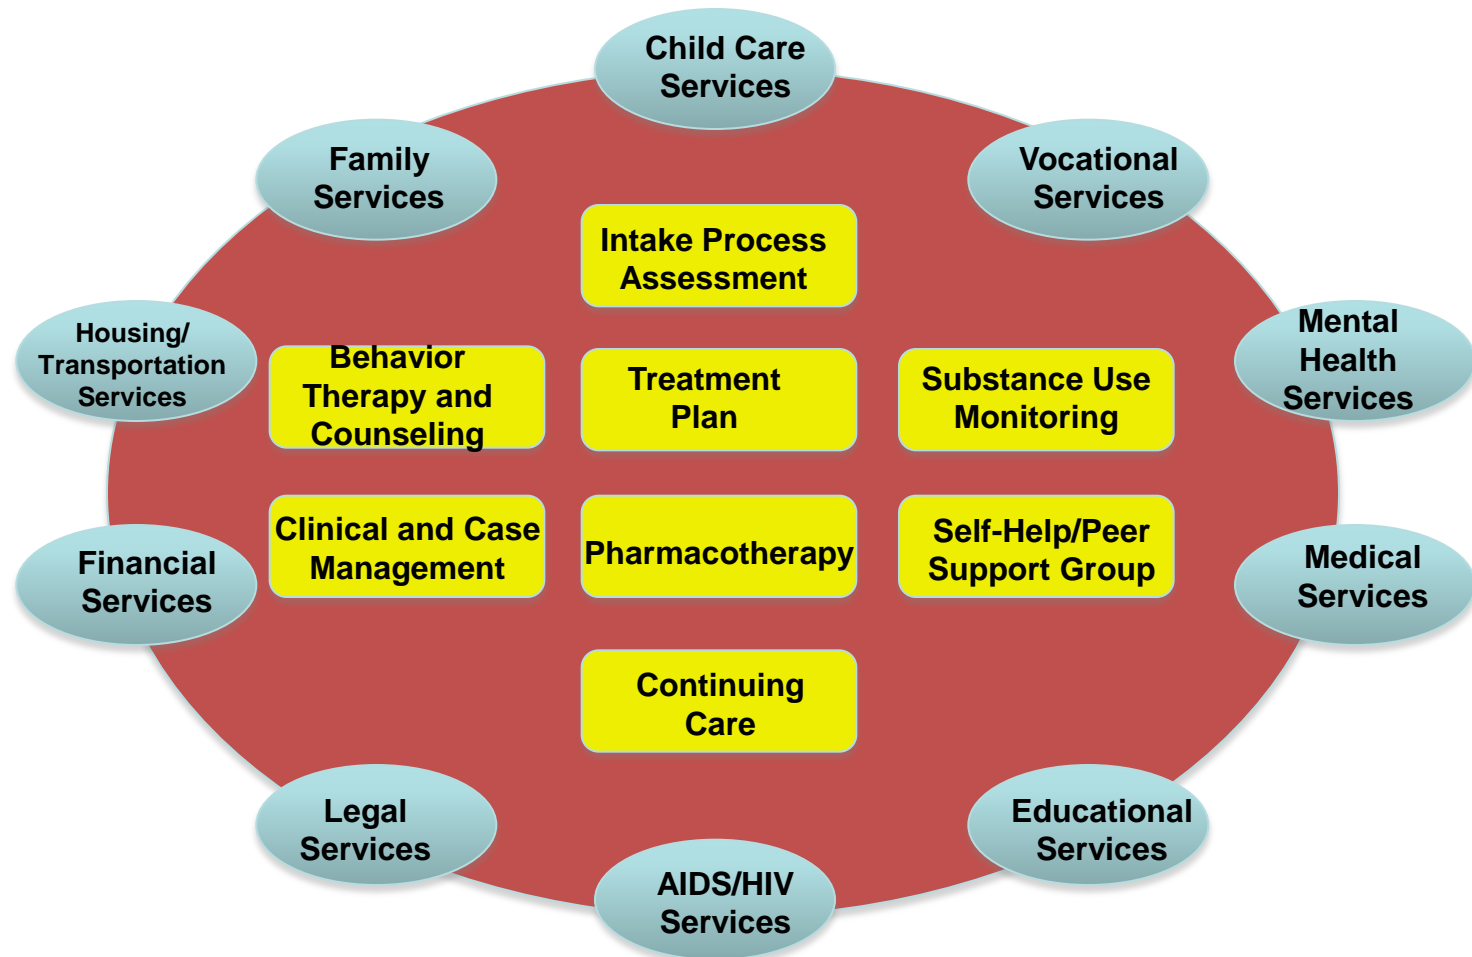 Child Care
Services
Family
Services
Vocational
Services
Intake Process
Assessment
Housing/
Transportation
Services
Behavior
Therapy and
Counseling
Treatment
Plan
Substance Use
Monitoring
Mental
Health
Services
Financial
Services
Clinical and Case
Management
Pharmacotherapy
Self-Help/Peer
Support Group
Medical
Services
Continuing
Care
Legal
Services
AIDS/HIV
Services
Educational
Services